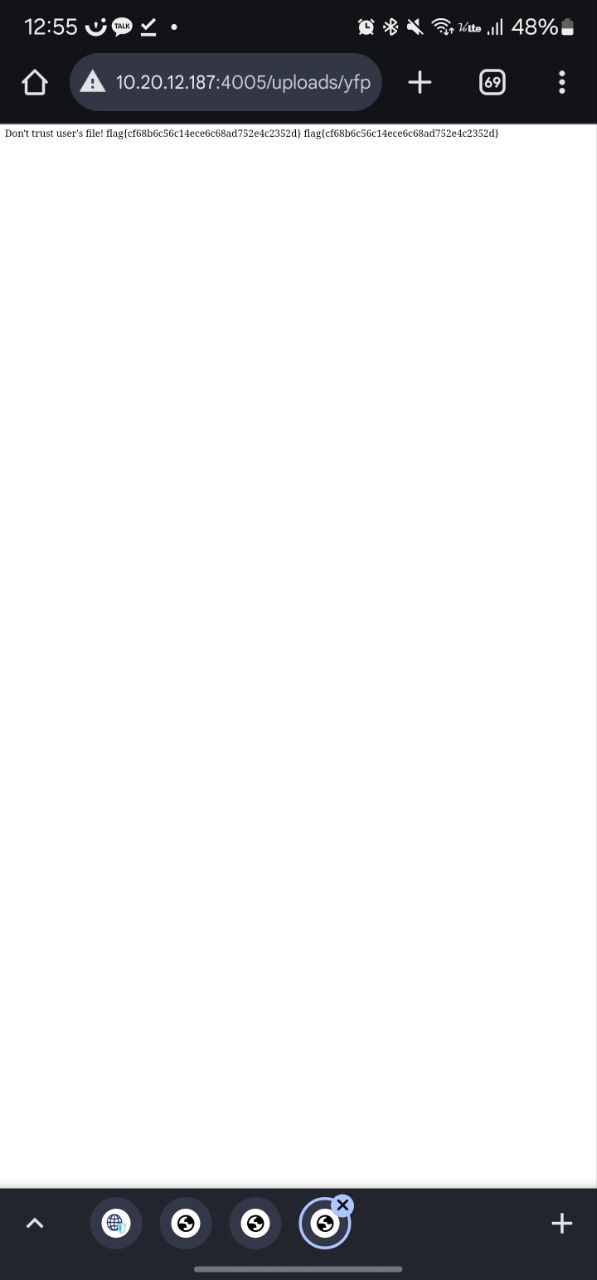 12:55 TALK 48%
10.20.12.187:4005/uploads/yfp 69
Don't trust user's file! flag{cf68b6c56c14ece6c68ad752e4c2352d} flag{cf68b6c56c14ece6c68ad752e4c2352d}